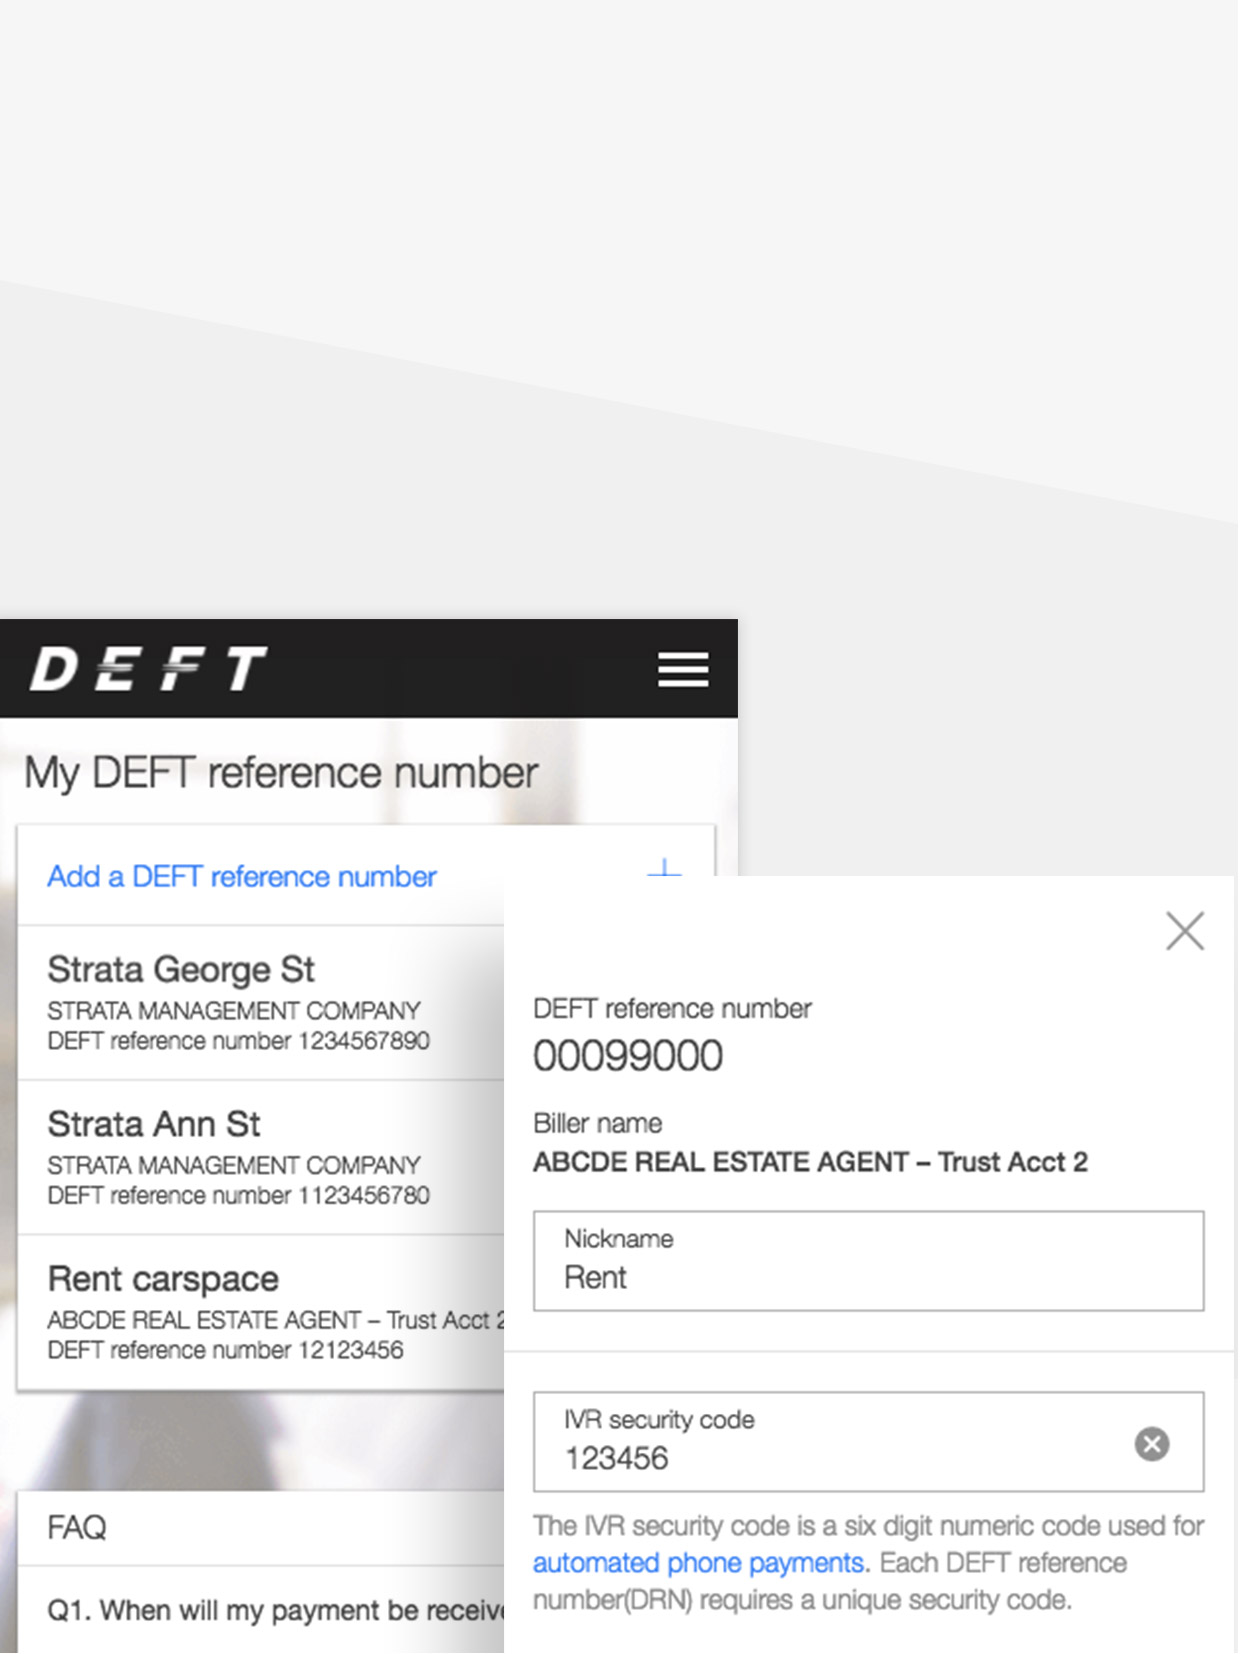 DEFT
My DEFT reference number
Add a DEFT reference number
Strata George St
STRATA MANAGEMENT COMPANY
DEFT reference number 1234567890
Strata Ann St
STRATA MANAGEMENT COMPANY
DEFT reference number 1123456780
Rent carspace
ABCDE REAL ESTATE AGENT – Trust Acct 2
DEFT reference number 12123456
FAQ
Q1. When will my payment be receive
DEFT reference number
00099000
Biller name
ABCDE REAL ESTATE AGENT – Trust Acct 2
Nickname
Rent
IVR security code
123456
The IVR security code is a six digit numeric code used for
automated phone payments. Each DEFT reference
number(DRN) requires a unique security code.